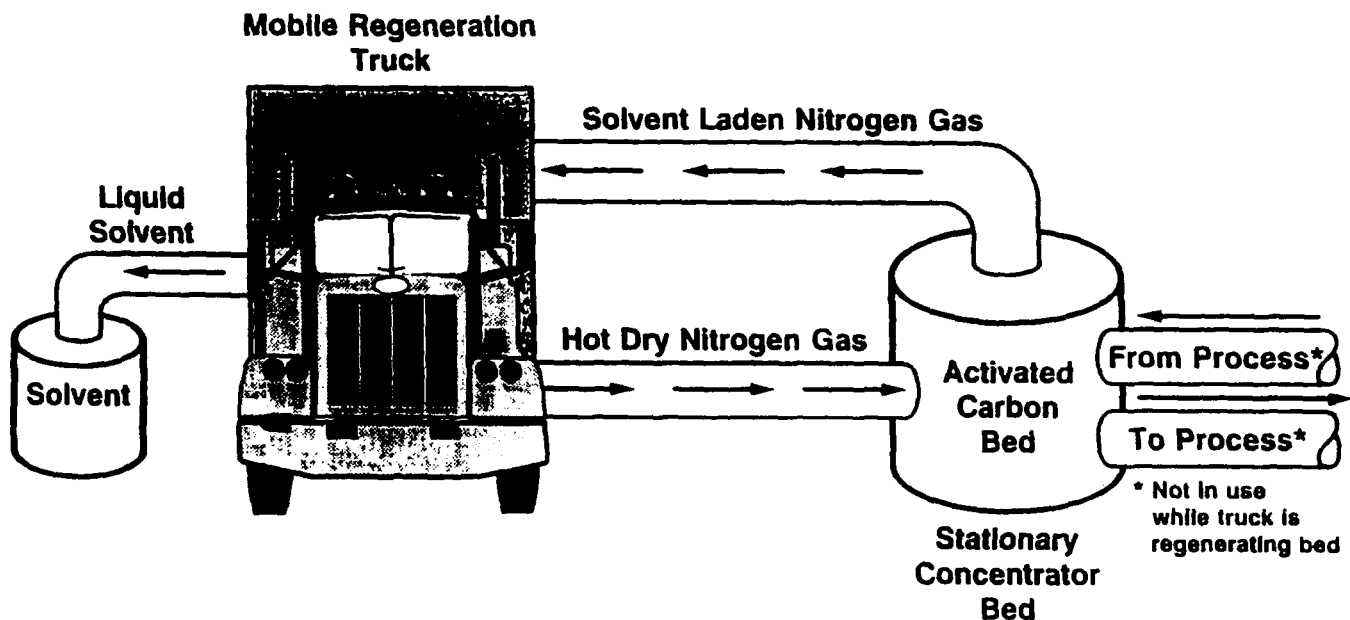 Mobile Regeneration
Truck
Solvent Laden Nitrogen Gas
Liquid
Solvent
Hot Dry Nitrogen Gas
Solvent
Activated
Carbon
Bed
From Process*
To Process*
* Not in use
while truck is
regenerating bed
Stationary
Concentrator
Bed